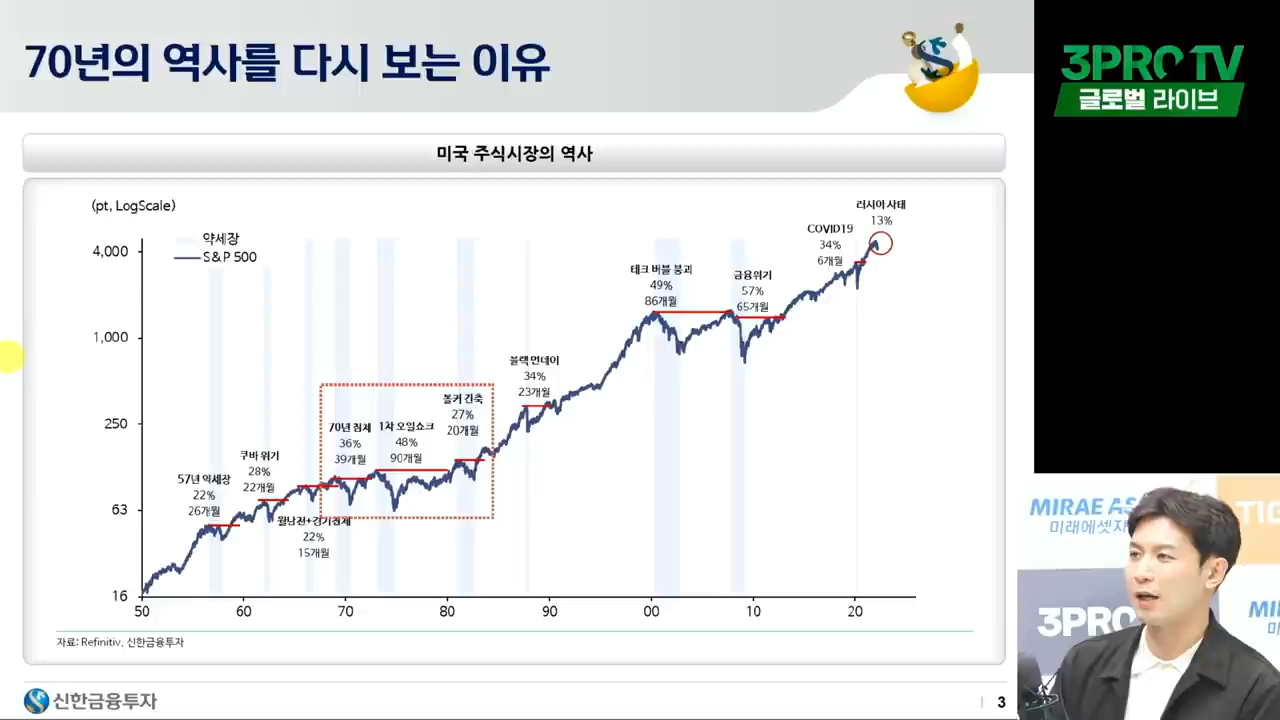 70년의 역사를 다시 보는 이유
3PRO TV
글로벌 라이브
미국 주식시장의 역사
(pt, LogScale)
약세장
S&P 500
4,000
1,000
250
63
16
50
60
70
80
90
00
10
20
57년 약세장
22%
26개월
쿠바 위기
28%
22개월
월남전+경기침체
22%
15개월
70년 침체
36%
39개월
1차 오일쇼크
48%
90개월
볼커 긴축
27%
20개월
블랙먼데이
34%
23개월
테크 버블 붕괴
49%
86개월
금융위기
57%
65개월
COVID19
34%
6개월
러시아 사태
13%
자료: Refinitiv, 신한금융투자
신한금융투자
3
MIRAE AS
미래에셋자
3PRO